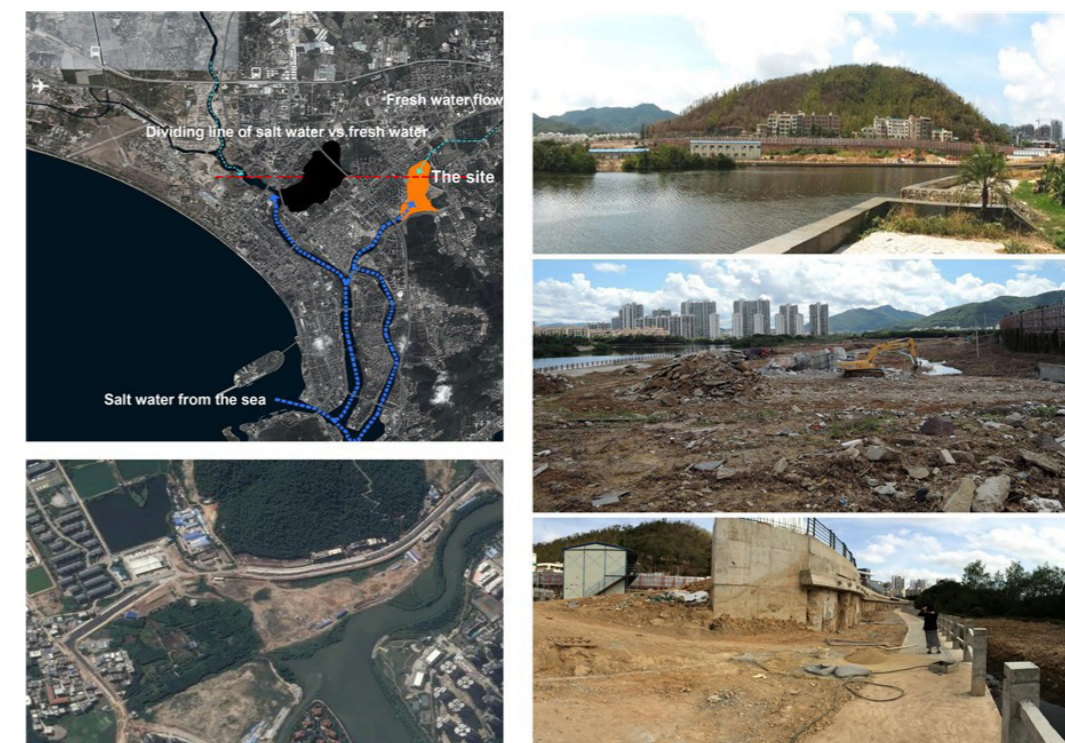 Fresh water flow
Dividing line of salt water vs.fresh water
The site
Salt water from the sea